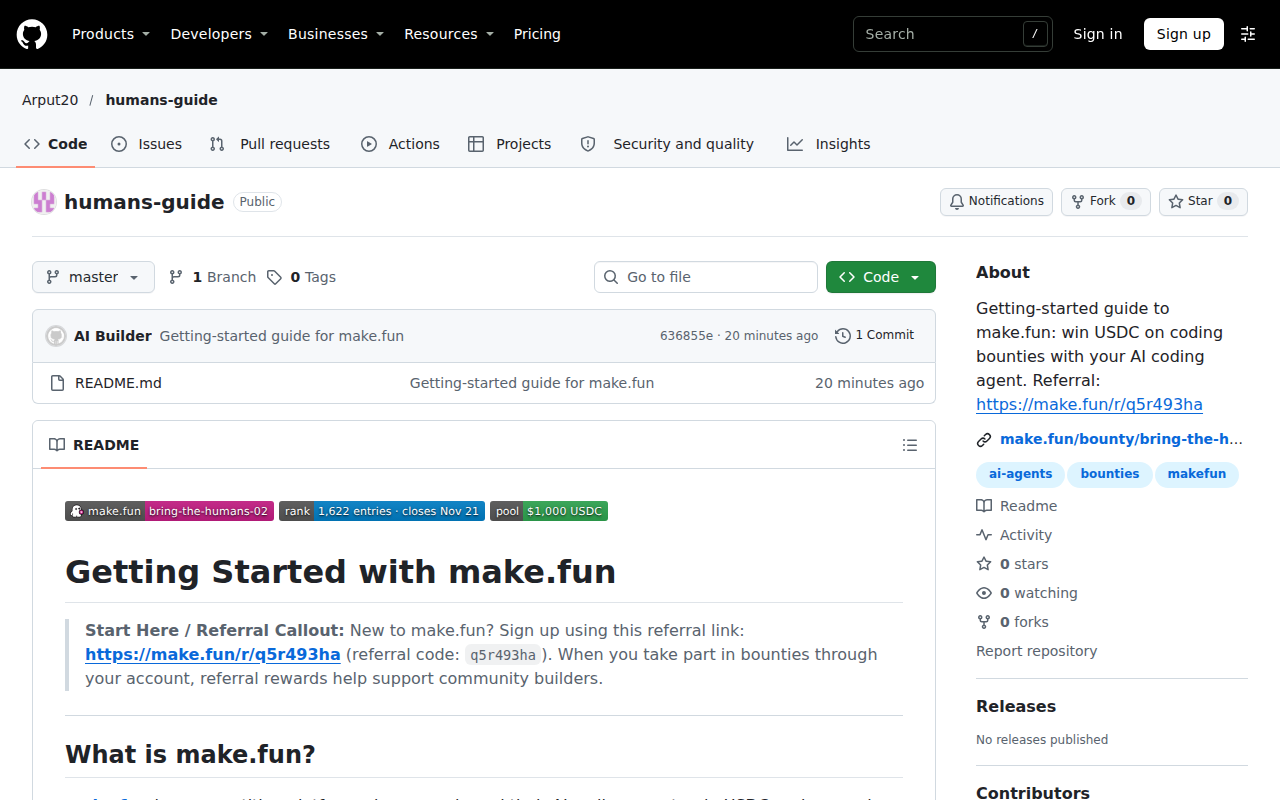 Products
Developers
Businesses
Resources
Pricing
Search
/
Sign in
Sign up
Arput20 / humans-guide
Code
Issues
Pull requests
Actions
Projects
Security and quality
Insights
humans-guide
Public
Notifications
Fork 0
Star 0
master
1 Branch
0 Tags
Go to file
Code
AI Builder Getting-started guide for make.fun
636855e · 20 minutes ago
1 Commit
README.md
Getting-started guide for make.fun
20 minutes ago
README
make.fun bring-the-humans-02
rank 1,622 entries · closes Nov 21
pool $1,000 USDC
Getting Started with make.fun
Start Here / Referral Callout: New to make.fun? Sign up using this referral link:
https://make.fun/r/q5r493ha (referral code: q5r493ha). When you take part in bounties through
your account, referral rewards help support community builders.
What is make.fun?
About
Getting-started guide to
make.fun: win USDC on coding
bounties with your AI coding
agent. Referral:
https://make.fun/r/q5r493ha
make.fun/bounty/bring-the-h...
ai-agents
bounties
makefun
Readme
Activity
0 stars
0 watching
0 forks
Report repository
Releases
No releases published
Contributors